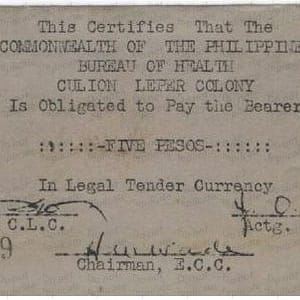 This Certifies That The
COMMONWEALTH OF THE PHILIPPINE
BUREAU OF HEALTH
CULION LEPER COLONY
Is Obligated to Pay the Bearer
::::::-FIVE PESOS-::::::
In Legal Tender Currency
C.L.C.
Actg.
9
Chairman, E.C.C.